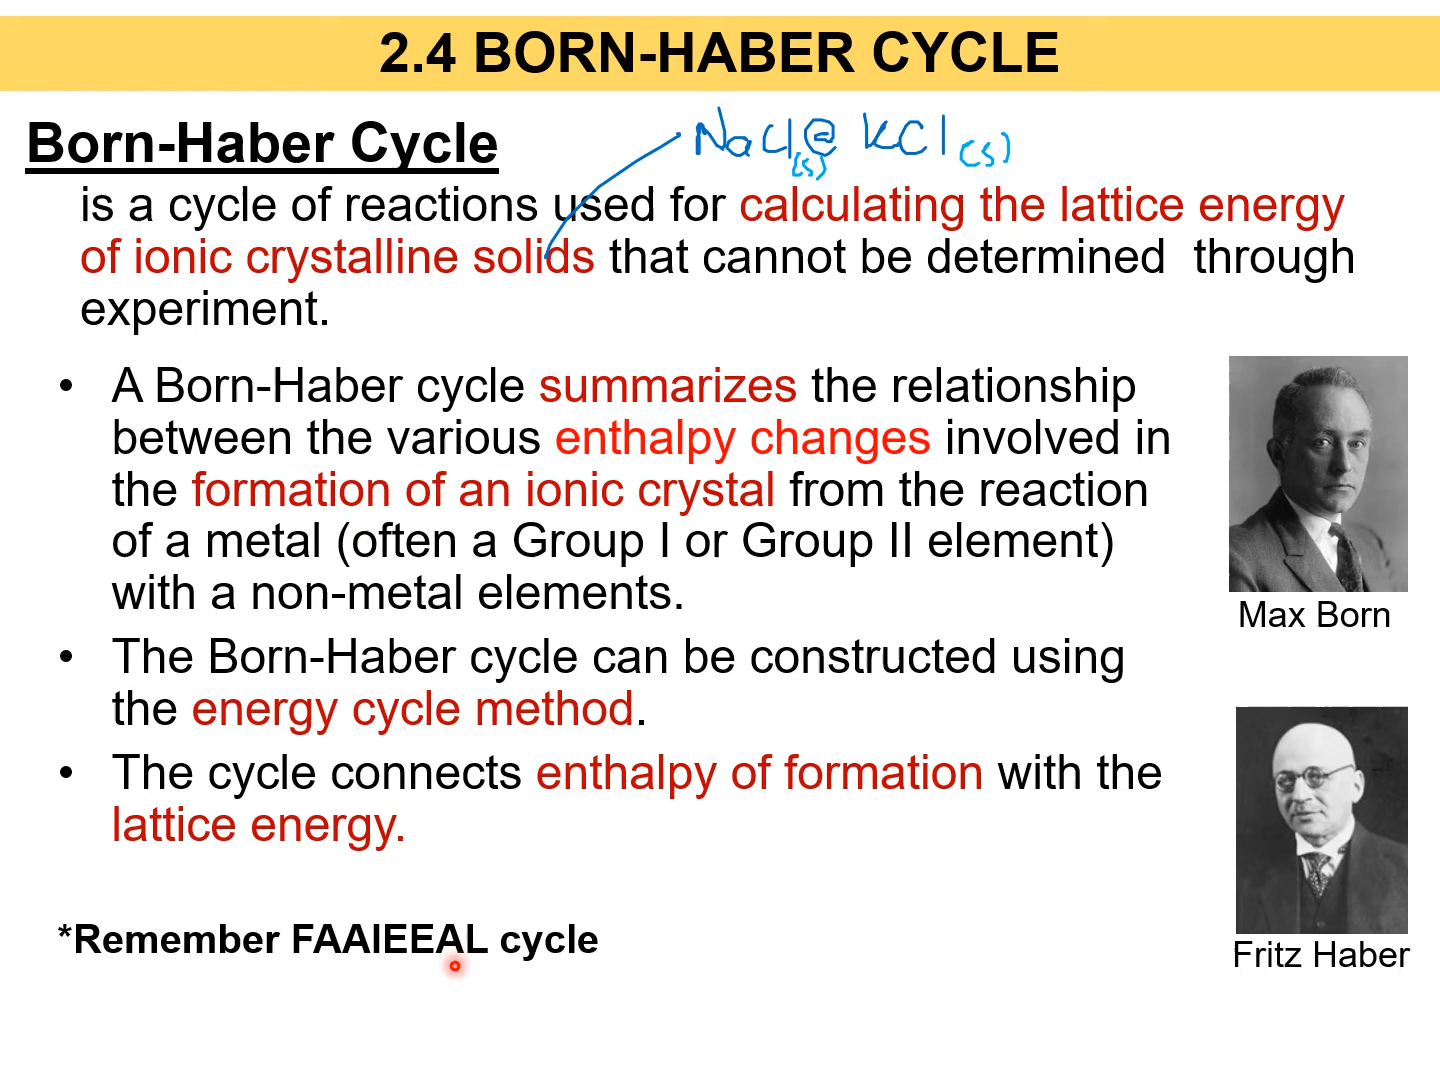 2.4 BORN-HABER CYCLE
Born-Haber Cycle
NaCl(s) @ KCl(s)
is a cycle of reactions used for calculating the lattice energy
of ionic crystalline solids that cannot be determined through
experiment.
• A Born-Haber cycle summarizes the relationship
between the various enthalpy changes involved in
the formation of an ionic crystal from the reaction
of a metal (often a Group I or Group II element)
with a non-metal elements.
• The Born-Haber cycle can be constructed using
the energy cycle method.
• The cycle connects enthalpy of formation with the
lattice energy.
*Remember FAAIEEAL cycle
Max Born
Fritz Haber